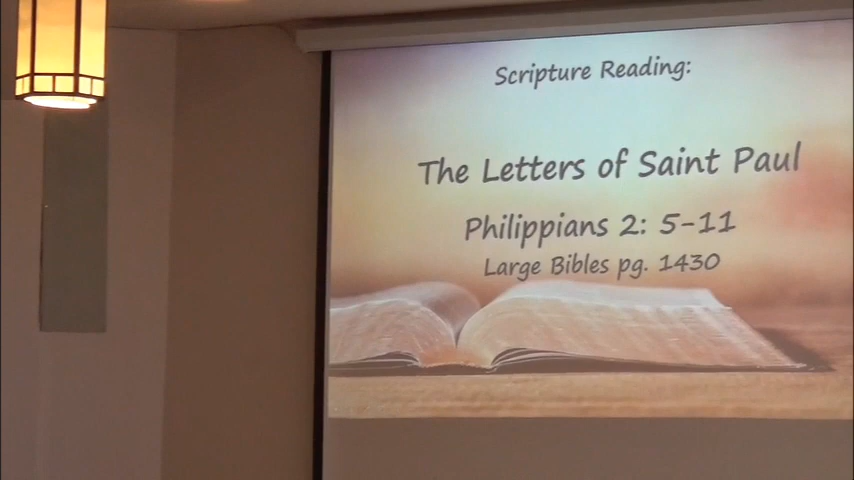 Scripture Reading:
The Letters of Saint Paul
Philippians 2: 5-11
Large Bibles pg. 1430